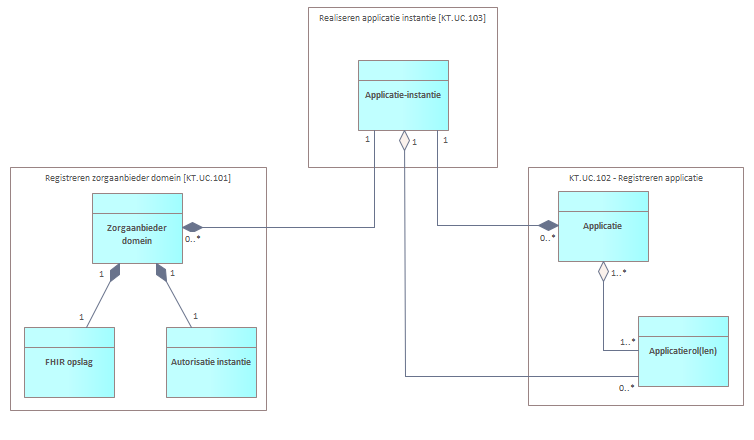 Realiseren applicatie instantie [KT.UC.103]
Applicatie-instantie
1
1
1
Registreren zorgaanbieder domein [KT.UC.101]
KT.UC.102 - Registreren applicatie
Zorgaanbieder
domein
0..*
Applicatie
0..*
1
1
1..*
1
1
FHIR opslag
Autorisatie instantie
1..*
Applicatierol(len)
0..*